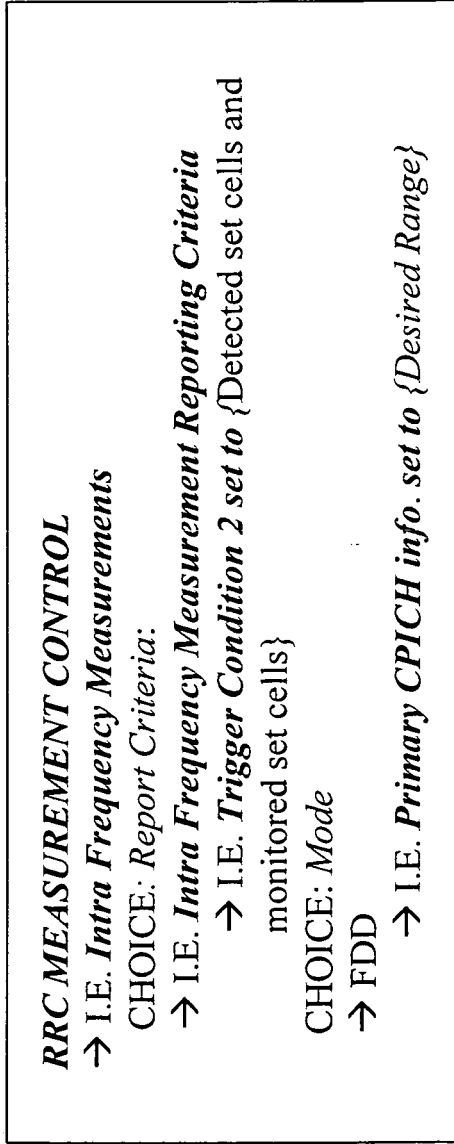 RRC MEASUREMENT CONTROL
→ I.E. Intra Frequency Measurements
CHOICE: Report Criteria:
→ I.E. Intra Frequency Measurement Reporting Criteria
→ I.E. Trigger Condition 2 set to {Detected set cells and
monitored set cells}
CHOICE: Mode
→ FDD
→ I.E. Primary CPICH info. set to {Desired Range}